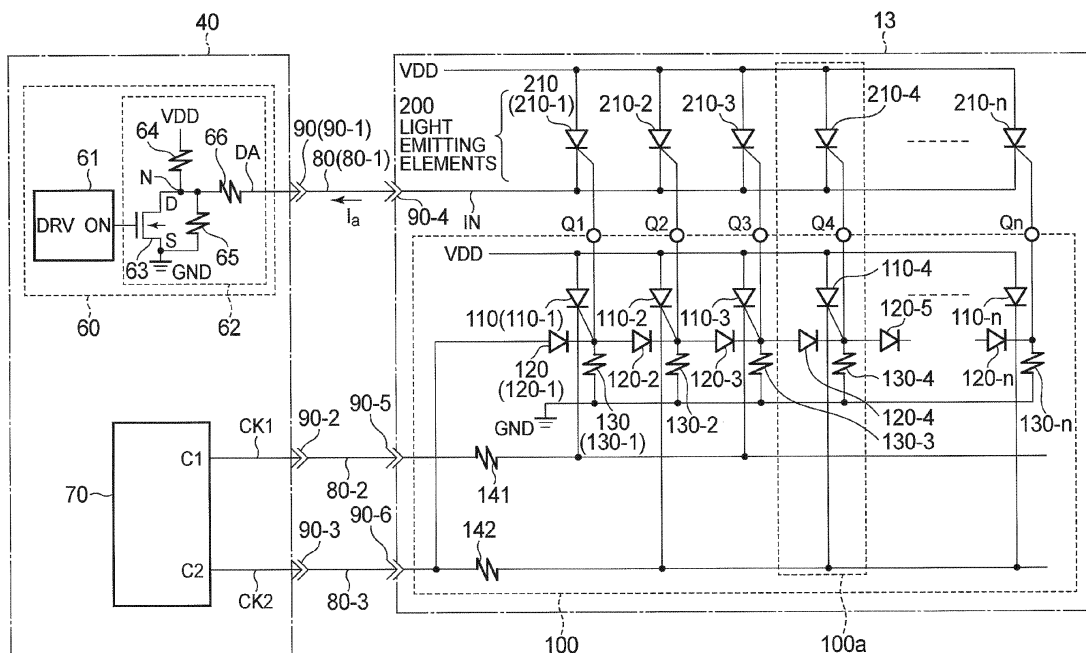 40
13
VDD
200
LIGHT
EMITTING
ELEMENTS
210
(210-1)
210-2
210-3
210-4
210-n
VDD
64
66
DA
90(90-1)
80(80-1)
61
N
D
DRV ON
S
63
65
GND
Ia
90-4
IN
60
62
Q1
Q2
Q3
Q4
Qn
VDD
110-4
110(110-1)
110-2
110-3
120-5
110-n
120
(120-1)
120-2
120-3
130-4
120-n
GND
130
(130-1)
130-2
120-4
130-3
130-n
CK1
90-2
90-5
C1
80-2
141
70
90-3
90-6
142
C2
CK2
80-3
100
100a